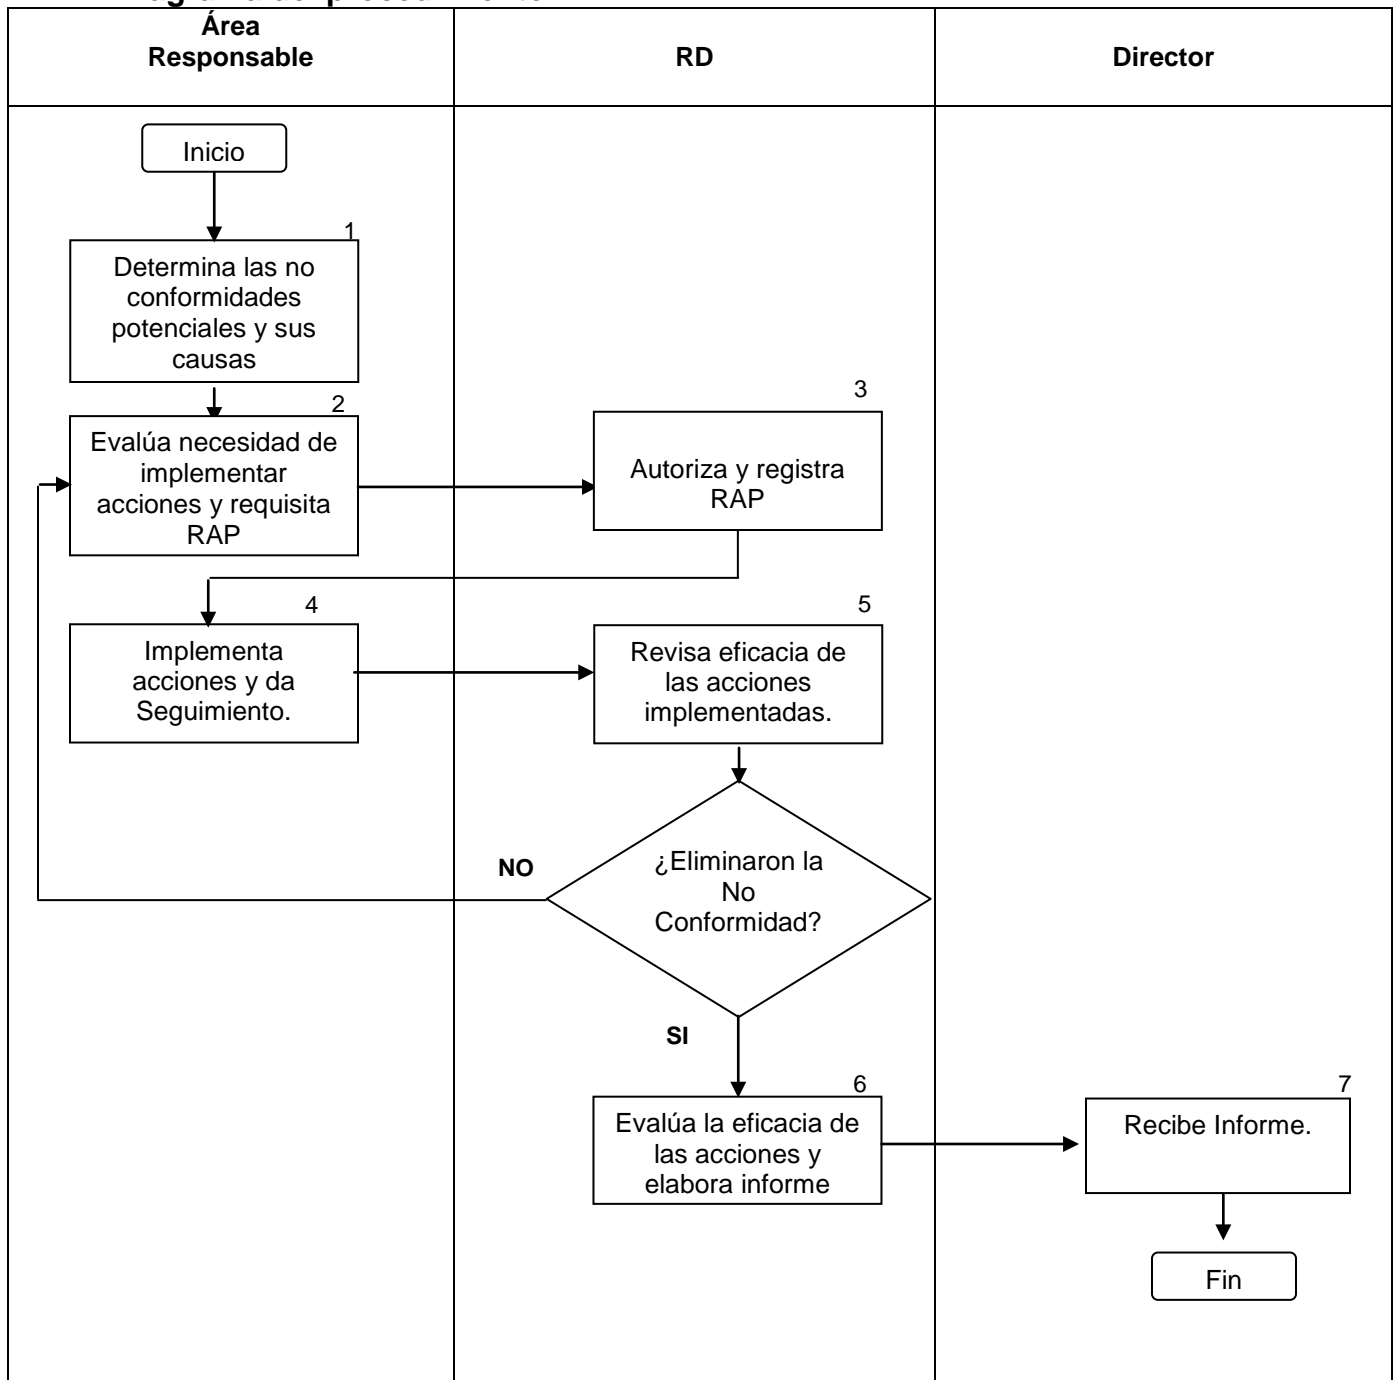 Área
Responsable
RD
Director
Inicio
1
Determina las no
conformidades
potenciales y sus
causas
2
Evalúa necesidad de
implementar
acciones y requisita
RAP
3
Autoriza y registra
RAP
4
Implementa
acciones y da
Seguimiento.
5
Revisa eficacia de
las acciones
implementadas.
NO
¿Eliminaron la
No
Conformidad?
SI
6
Evalúa la eficacia de
las acciones y
elabora informe
7
Recibe Informe.
Fin